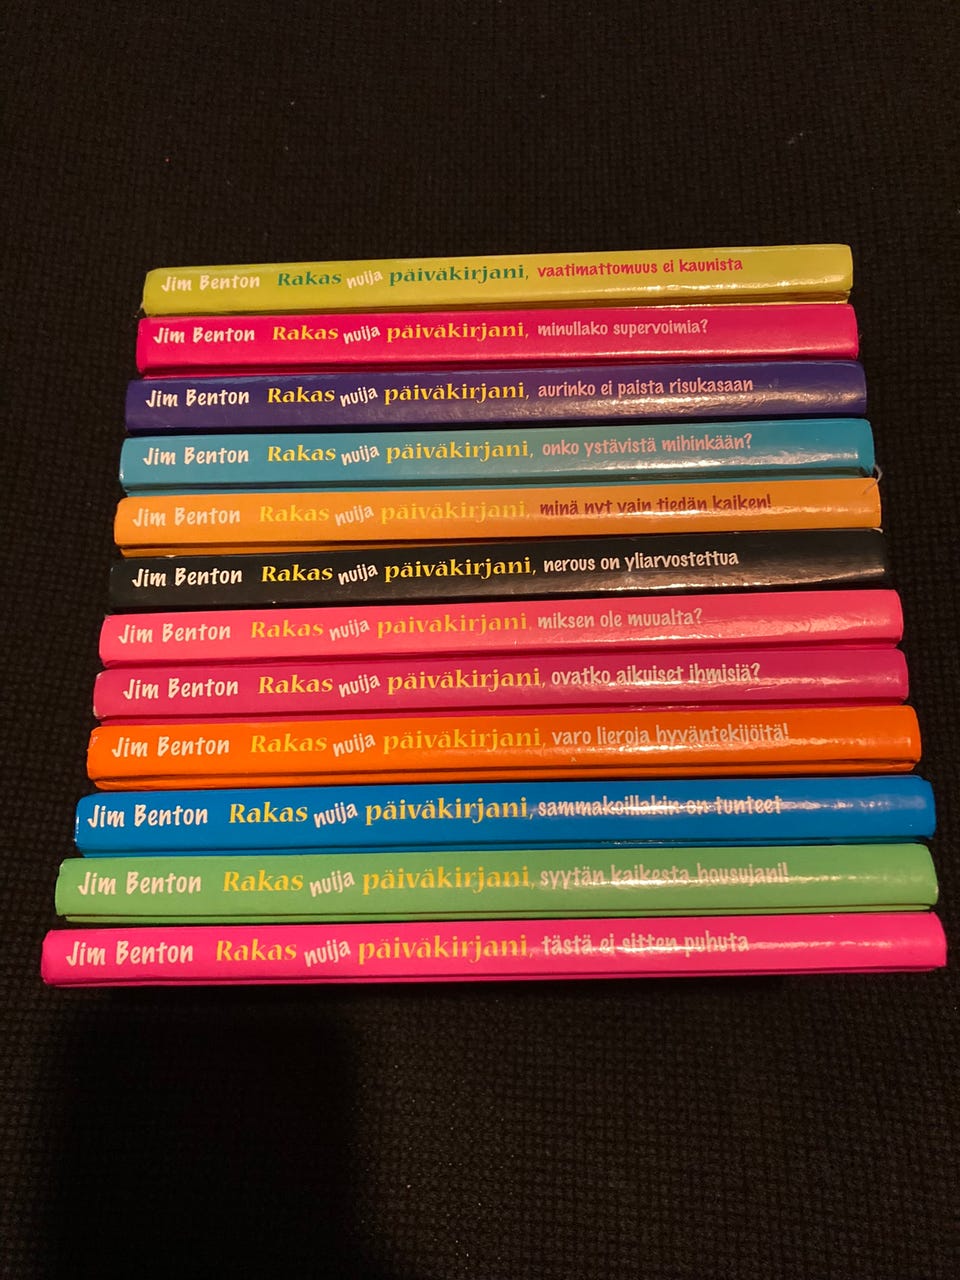 Jim Benton Rakas nuija päiväkirjani, vaatimattomuus ei kaunista
Jim Benton Rakas nuija päiväkirjani, minullako supervoimia?
Jim Benton Rakas nuija päiväkirjani, aurinko ei paista risukasaan
Jim Benton Rakas nuija päiväkirjani, onko ystävistä mihinkään?
Jim Benton Rakas nuija päiväkirjani, minä nyt vain tiedän kaiken!
Jim Benton Rakas nuija päiväkirjani, nerous on yliarvostettua
Jim Benton Rakas nuija päiväkirjani, miksen ole muualta?
Jim Benton Rakas nuija päiväkirjani, ovatko aikuiset ihmisiä?
Jim Benton Rakas nuija päiväkirjani, varo lieroja hyväntekijöitä!
Jim Benton Rakas nuija päiväkirjani, sammakoillakin on tunteet
Jim Benton Rakas nuija päiväkirjani, syytän kaikesta housujani!
Jim Benton Rakas nuija päiväkirjani, tästä ei sitten puhuta